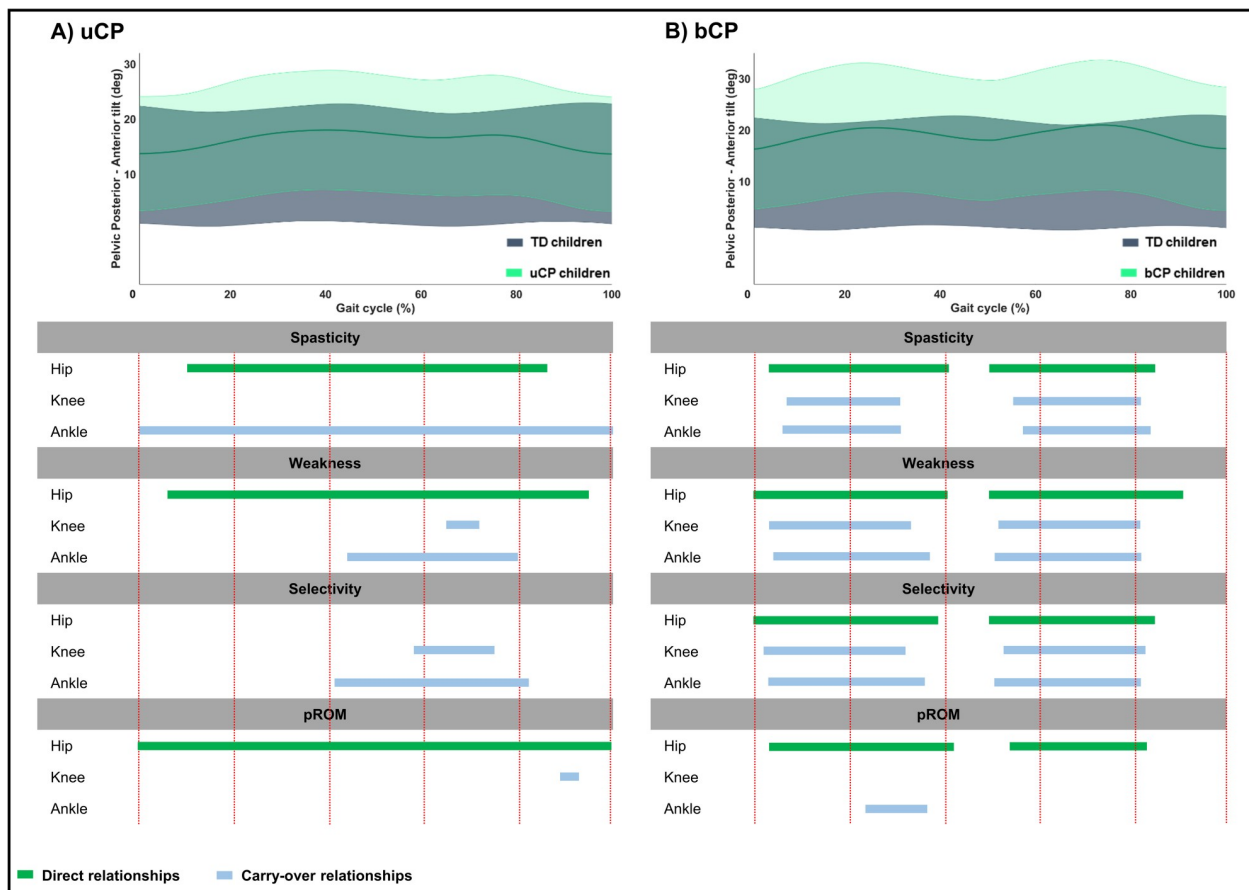 A) uCP
Pelvic Posterior - Anterior tilt (deg)
30
20
10
TD children
uCP children
0 20 40 60 80 100
Gait cycle (%)
Spasticity
Hip
Knee
Ankle
Weakness
Hip
Knee
Ankle
Selectivity
Hip
Knee
Ankle
pROM
Hip
Knee
Ankle
B) bCP
Pelvic Posterior - Anterior tilt (deg)
30
20
10
TD children
bCP children
0 20 40 60 80 100
Gait cycle (%)
Spasticity
Hip
Knee
Ankle
Weakness
Hip
Knee
Ankle
Selectivity
Hip
Knee
Ankle
pROM
Hip
Knee
Ankle
Direct relationships
Carry-over relationships